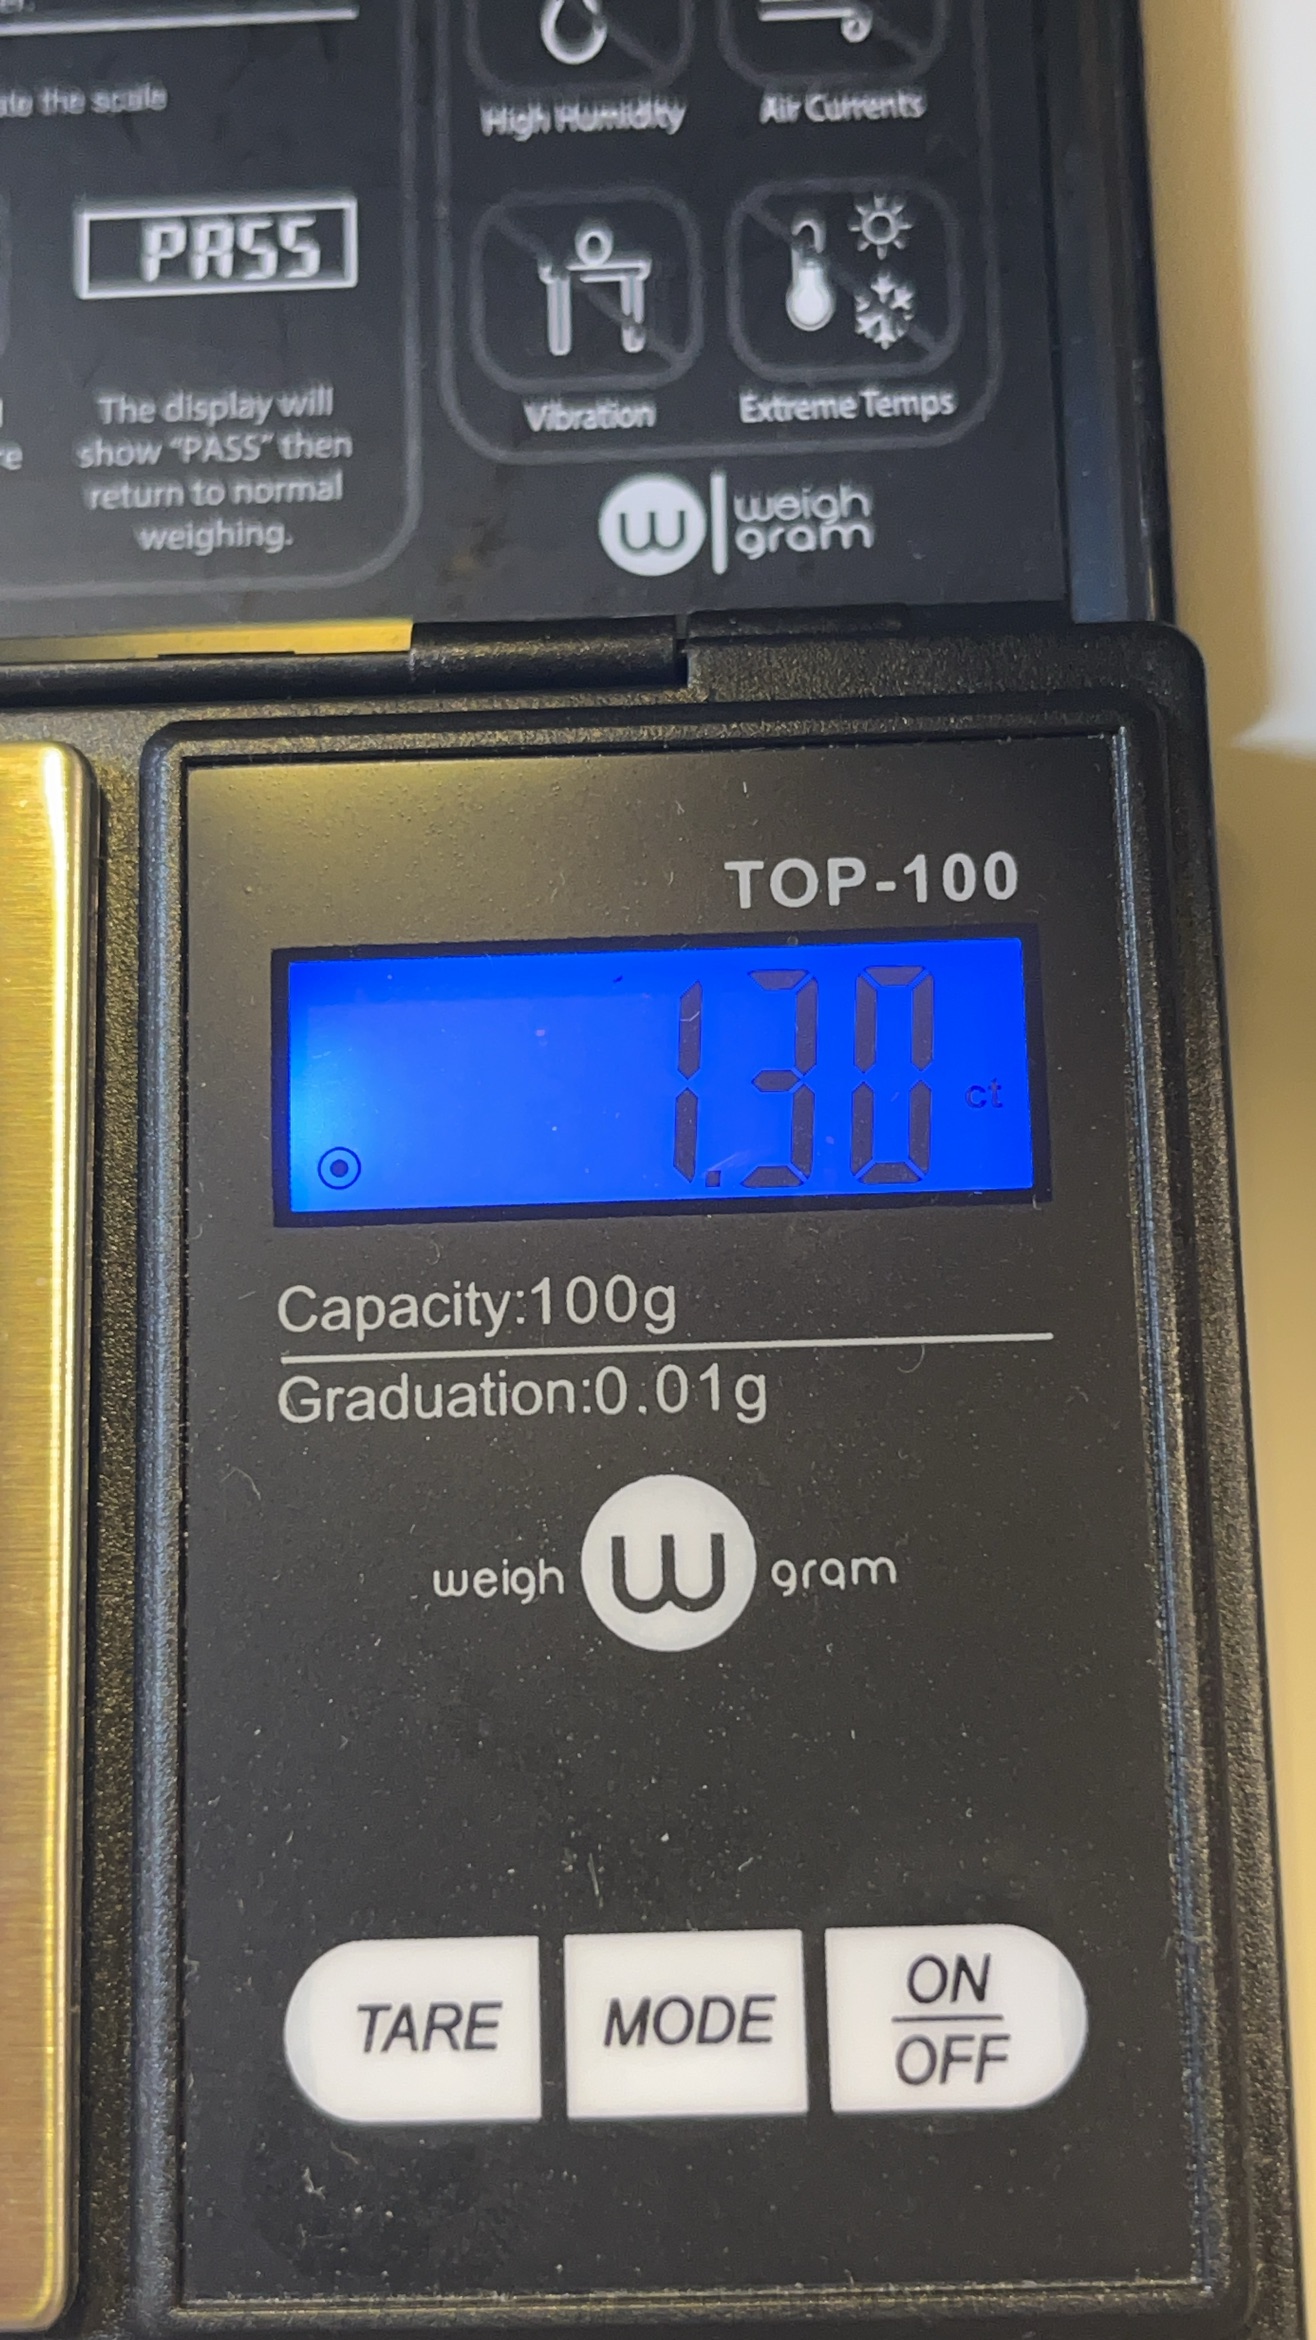 the scale
High Humidity
Air Currents
PASS
The display will
show "PASS" then
return to normal
weighing.
Vibration
Extreme Temps
W weigh
gram
TOP-100
1.30 ct
Capacity:100g
Graduation:0.01g
weigh W gram
TARE
MODE
ON
OFF